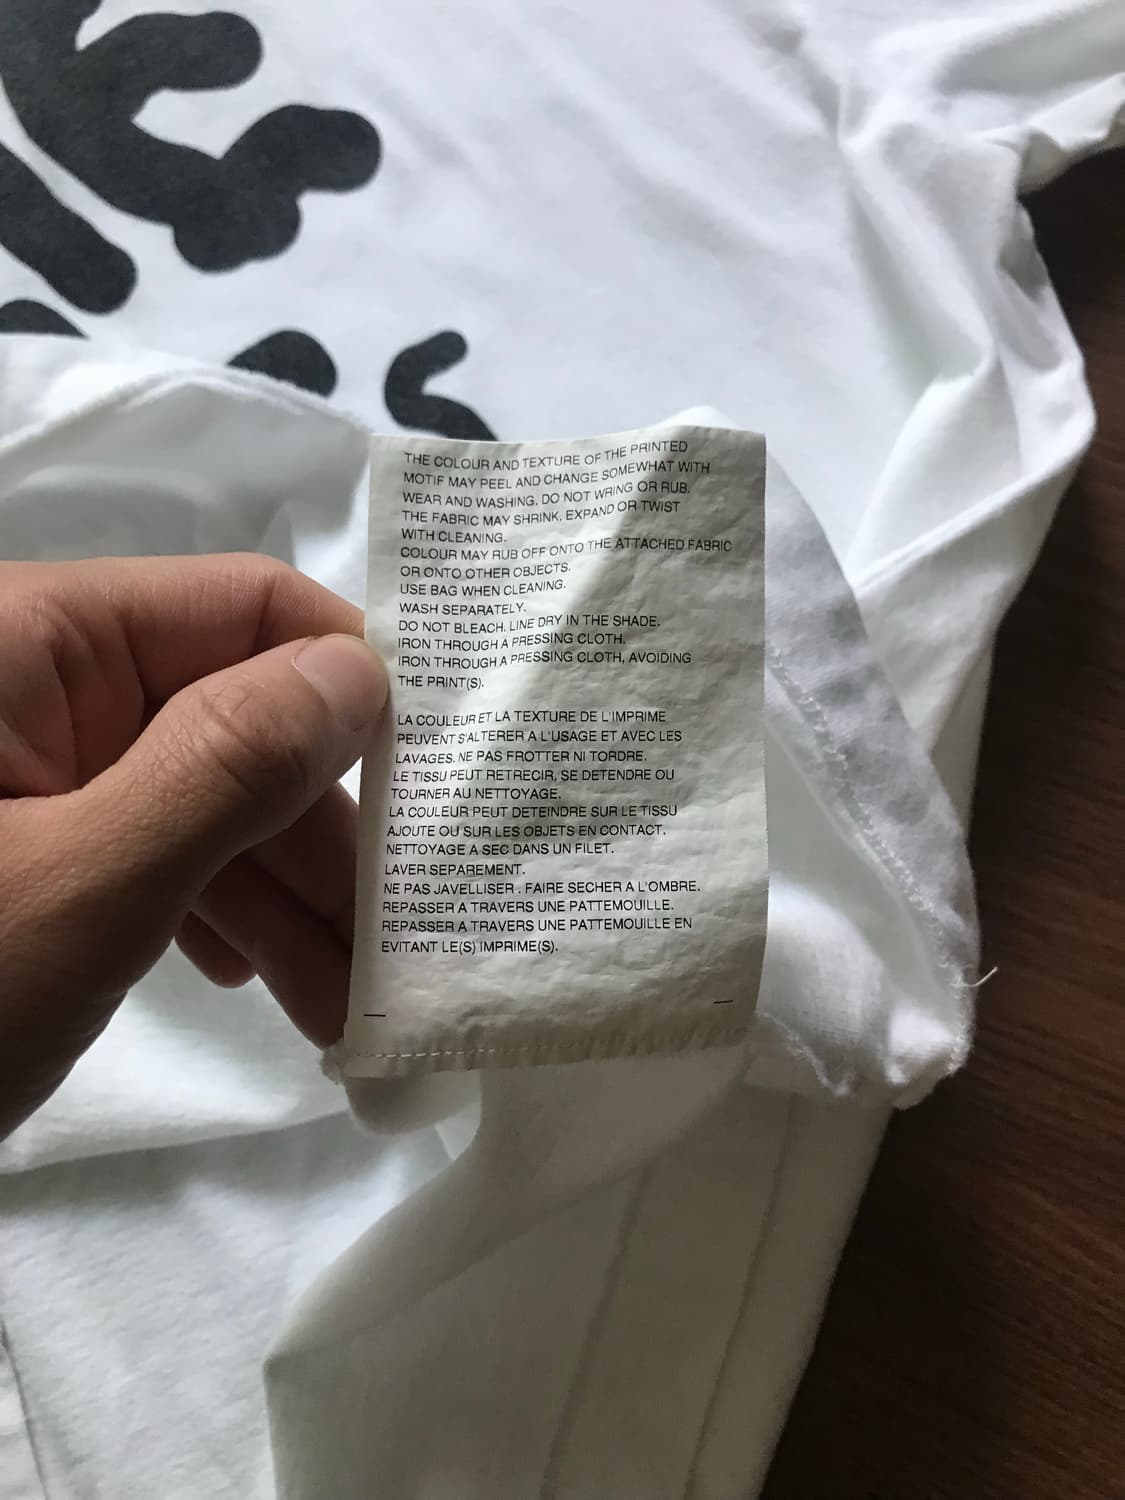 THE COLOUR AND TEXTURE OF THE PRINTED
MOTIF MAY PEEL AND CHANGE SOMEWHAT WITH
WEAR AND WASHING. DO NOT WRING OR RUB.
THE FABRIC MAY SHRINK, EXPAND OR TWIST
WITH CLEANING.
COLOUR MAY RUB OFF ONTO THE ATTACHED FABRIC
OR ONTO OTHER OBJECTS.
USE BAG WHEN CLEANING.
WASH SEPARATELY.
DO NOT BLEACH. LINE DRY IN THE SHADE.
IRON THROUGH A PRESSING CLOTH.
IRON THROUGH A PRESSING CLOTH, AVOIDING
THE PRINT(S).
LA COULEUR ET LA TEXTURE DE L'IMPRIME
PEUVENT S'ALTERER A L'USAGE ET AVEC LES
LAVAGES. NE PAS FROTTER NI TORDRE.
LE TISSU PEUT RETRECIR, SE DETENDRE OU
TOURNER AU NETTOYAGE.
LA COULEUR PEUT DETEINDRE SUR LE TISSU
AJOUTE OU SUR LES OBJETS EN CONTACT.
NETTOYAGE A SEC DANS UN FILET.
LAVER SEPAREMENT.
NE PAS JAVELLISER . FAIRE SECHER A L'OMBRE.
REPASSER A TRAVERS UNE PATTEMOUILLE.
REPASSER A TRAVERS UNE PATTEMOUILLE EN
EVITANT LE(S) IMPRIME(S).